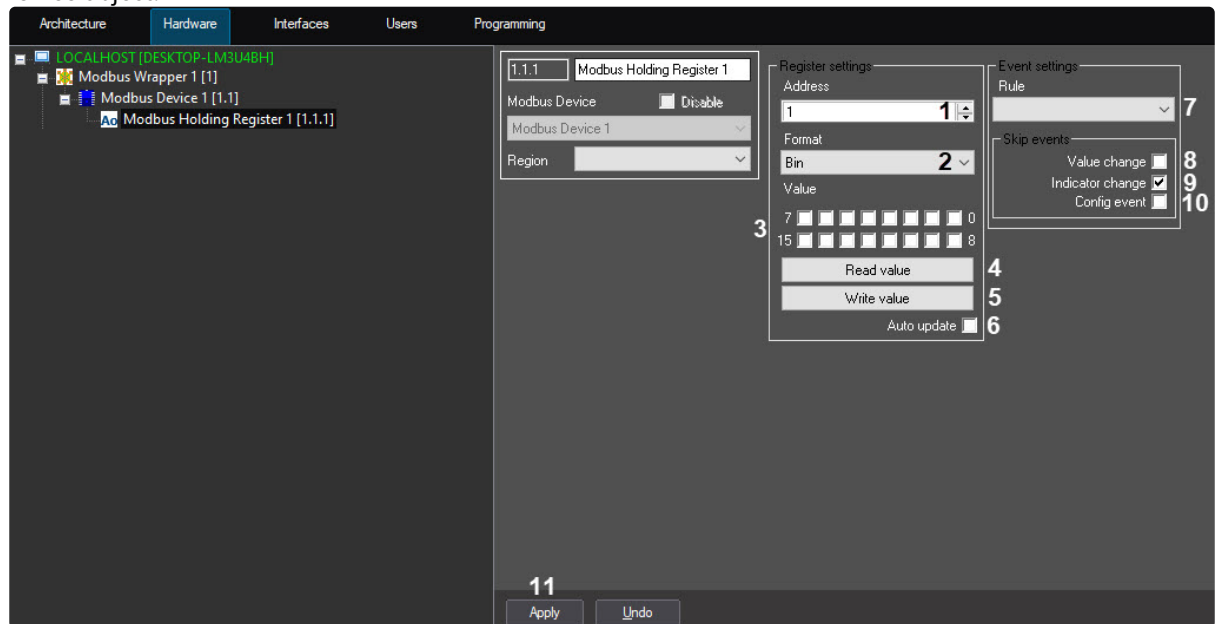 Architecture Hardware Interfaces Users Programming
LOCALHOST [DESKTOP-LM3U4BH]
Modbus Wrapper 1 [1]
Modbus Device 1 [1.1]
Ao Modbus Holding Register 1 [1.1.1]
1.1.1 Modbus Holding Register 1
Modbus Device Disable
Modbus Device 1
Region
Register settings
Address
1 1
Format
Bin 2
Value
3
7 0
15 8
Read value 4
Write value 5
Auto update 6
Event settings
Rule
7
Skip events
Value change 8
Indicator change 9
Config event 10
11
Apply Undo